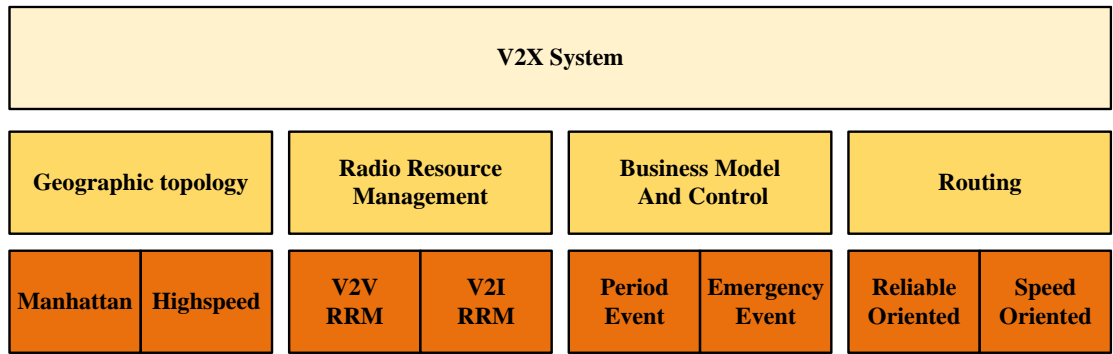 V2X System
Geographic topology
Radio Resource
Management
Business Model
And Control
Routing
Manhattan
Highspeed
V2V
RRM
V2I
RRM
Period
Event
Emergency
Event
Reliable
Oriented
Speed
Oriented